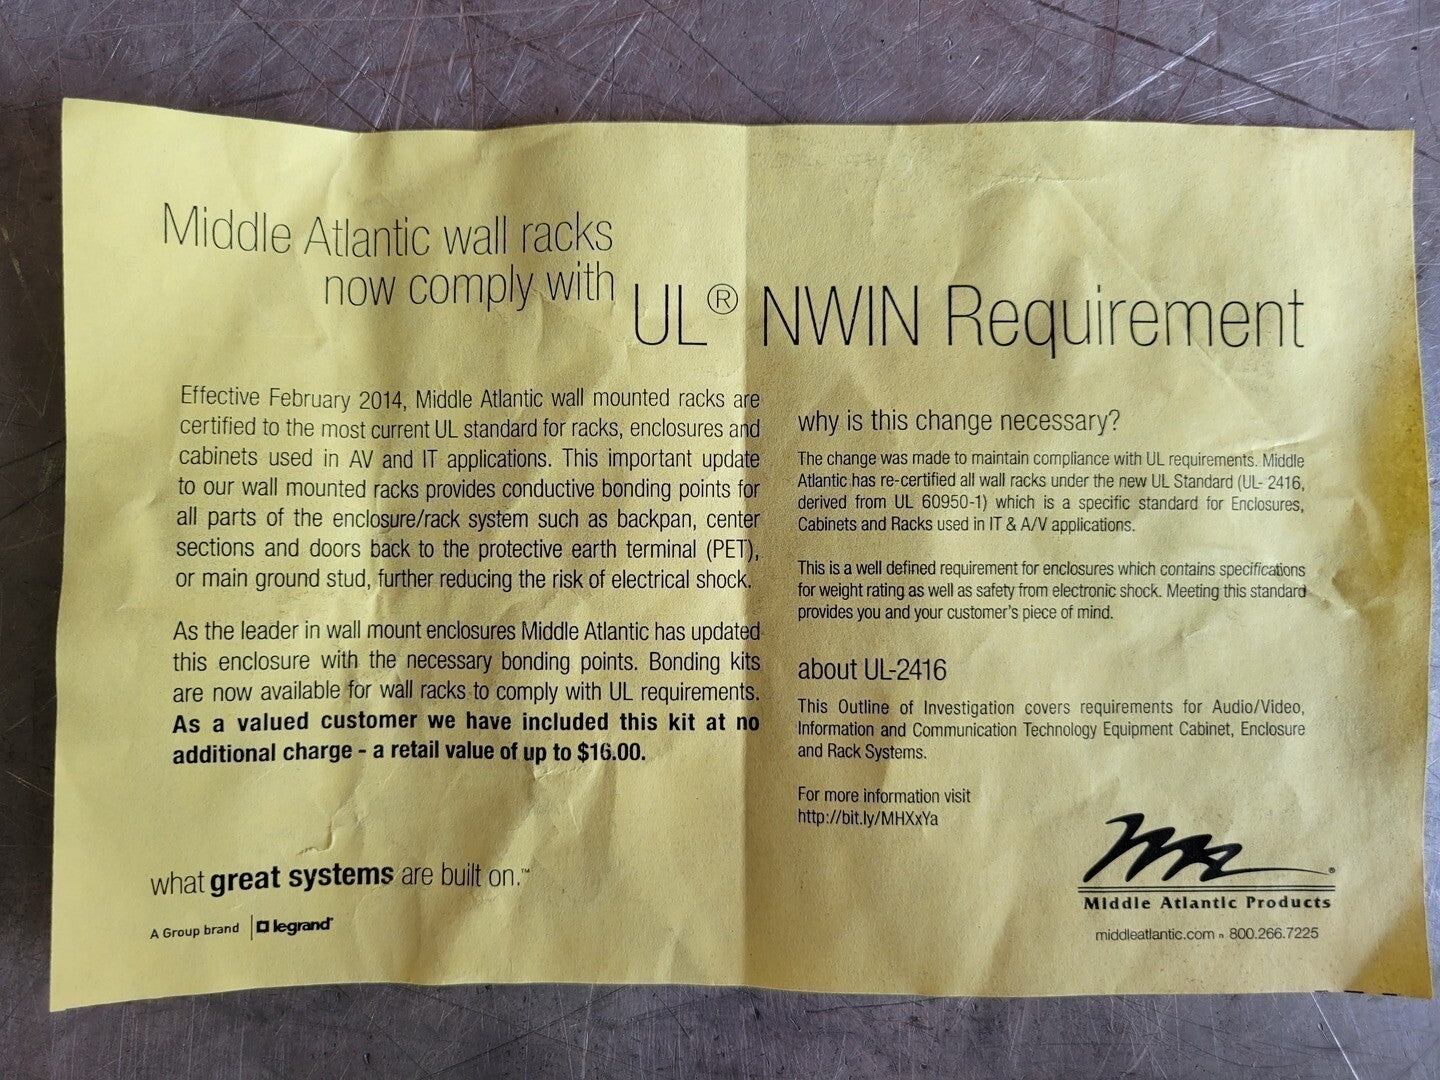 Middle Atlantic wall racks
now comply with
UL® NWIN Requirement
Effective February 2014, Middle Atlantic wall mounted racks are
certified to the most current UL standard for racks, enclosures and
cabinets used in AV and IT applications. This important update
to our wall mounted racks provides conductive bonding points for
all parts of the enclosure/rack system such as backpan, center
sections and doors back to the protective earth terminal (PET),
or main ground stud, further reducing the risk of electrical shock.
As the leader in wall mount enclosures Middle Atlantic has updated
this enclosure with the necessary bonding points. Bonding kits
are now available for wall racks to comply with UL requirements.
As a valued customer we have included this kit at no
additional charge - a retail value of up to $16.00.
what great systems are built on.™
A Group brand
legrand®
why is this change necessary?
The change was made to maintain compliance with UL requirements. Middle
Atlantic has re-certified all wall racks under the new UL Standard (UL- 2416,
derived from UL 60950-1) which is a specific standard for Enclosures,
Cabinets and Racks used in IT & A/V applications.
This is a well defined requirement for enclosures which contains specifications
for weight rating as well as safety from electronic shock. Meeting this standard
provides you and your customer's piece of mind.
about UL-2416
This Outline of Investigation covers requirements for Audio/Video,
Information and Communication Technology Equipment Cabinet, Enclosure
and Rack Systems.
For more information visit
http://bit.ly/MHXxYa
®
Middle Atlantic Products
middleatlantic.com ▪ 800.266.7225